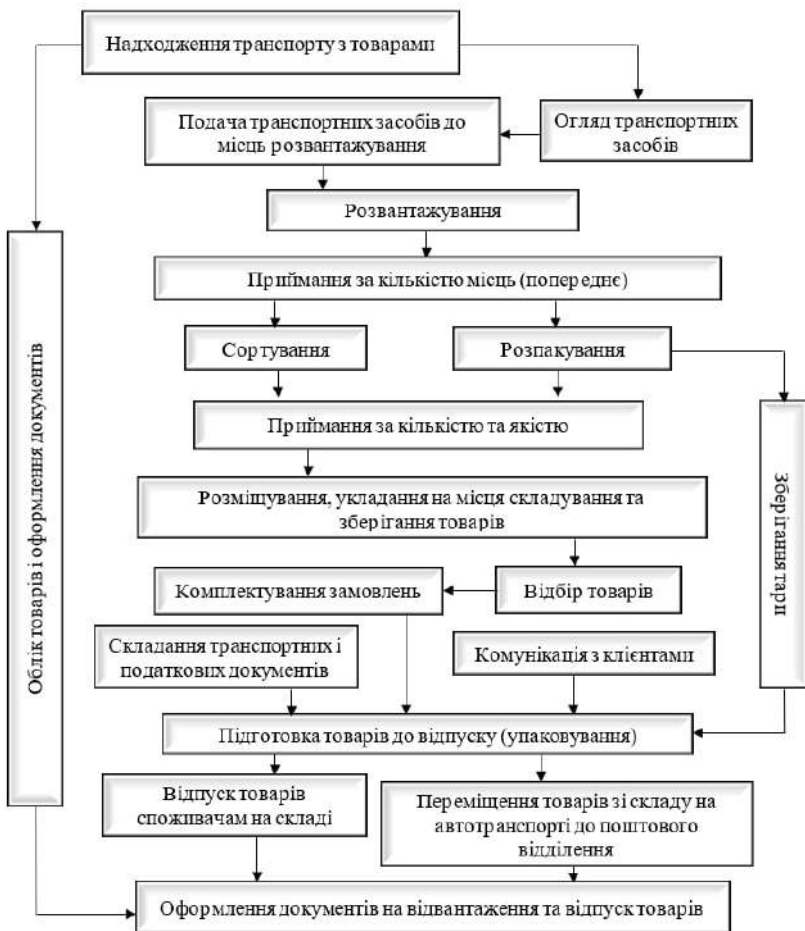 Надходження транспорту з товарами
Подача транспортних засобів до
місць розвантажування
Огляд транспортних
засобів
Розвантажування
Приймання за кількістю місць (попереднє)
Сортування
Розпакування
Приймання за кількістю та якістю
Облік товарів і оформлення документів
Зберігання тари
Розміщування, укладання на місця складування та
зберігання товарів
Комплектування замовлень
Відбір товарів
Складання транспортних і
податкових документів
Комунікація з клієнтами
Підготовка товарів до відпуску (упаковування)
Відпуск товарів
споживачам на складі
Переміщення товарів зі складу на
автотранспорті до поштового
відділення
Оформлення документів на відвантаження та відпуск товарів